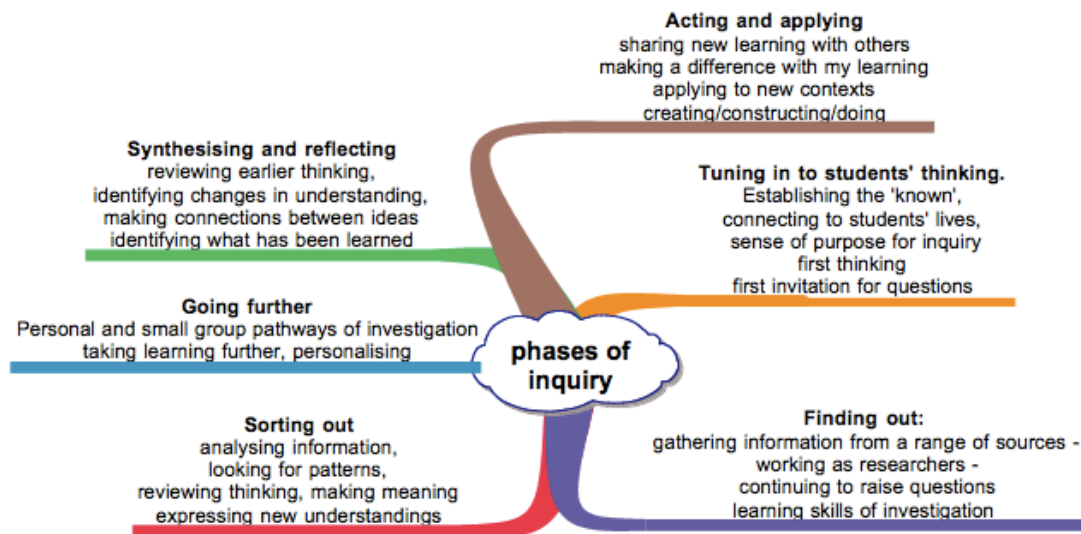 Acting and applying
sharing new learning with others
making a difference with my learning
applying to new contexts
creating/constructing/doing
Synthesising and reflecting
reviewing earlier thinking,
identifying changes in understanding,
making connections between ideas
identifying what has been learned
Tuning in to students' thinking.
Establishing the 'known',
connecting to students' lives,
sense of purpose for inquiry
first thinking
first invitation for questions
Going further
Personal and small group pathways of investigation
taking learning further, personalising
phases of
inquiry
Sorting out
analysing information,
looking for patterns,
reviewing thinking, making meaning
expressing new understandings
Finding out:
gathering information from a range of sources -
working as researchers -
continuing to raise questions
learning skills of investigation